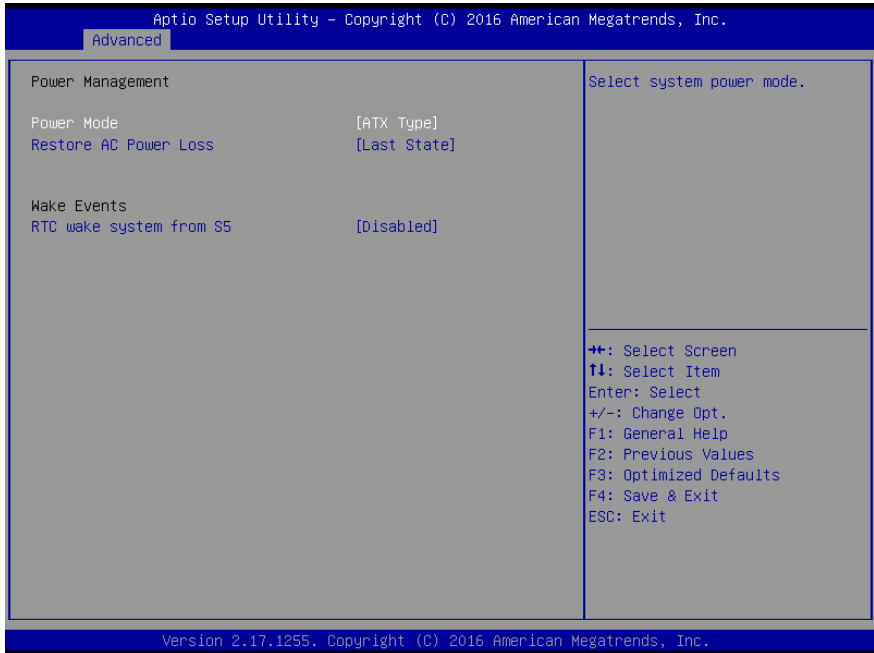 Aptio Setup Utility – Copyright (C) 2016 American Megatrends, Inc.
Advanced
Power Management
Power Mode [ATX Type]
Restore AC Power Loss [Last State]
Wake Events
RTC wake system from S5 [Disabled]
Select system power mode.
→←: Select Screen
↑↓: Select Item
Enter: Select
+/-: Change Opt.
F1: General Help
F2: Previous Values
F3: Optimized Defaults
F4: Save & Exit
ESC: Exit
Version 2.17.1255. Copyright (C) 2016 American Megatrends, Inc.